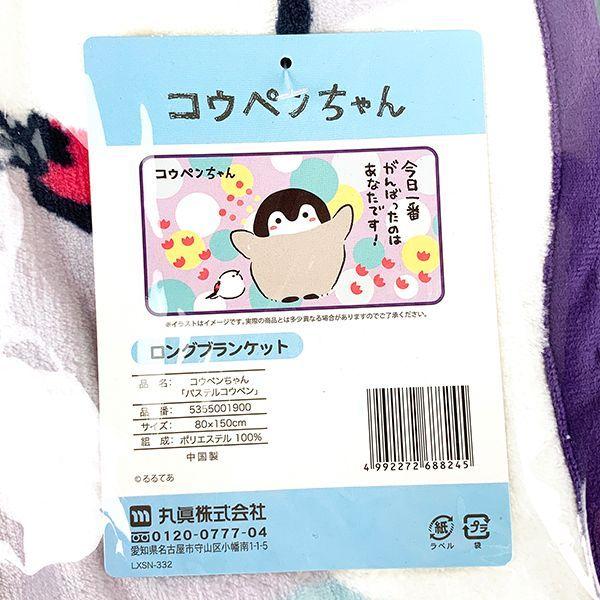 コウペンちゃん
コウペンちゃん
今日一番
がんばったのは
あなたです！
※イラストはイメージです。実際の商品とは多少異なる場合がありますのでご了承ください。
ロングブランケット
品 名： コウペンちゃん
「パステルコウペン」
品 番： 5355001900
サイズ： 80×150cm
組 成： ポリエステル 100%
中国製
©るるてあ
4992272688245
丸眞株式会社
0120-0777-04
愛知県名古屋市守山区小幡南1-1-5
LXSN-332
紙
ラベル
プラ
袋